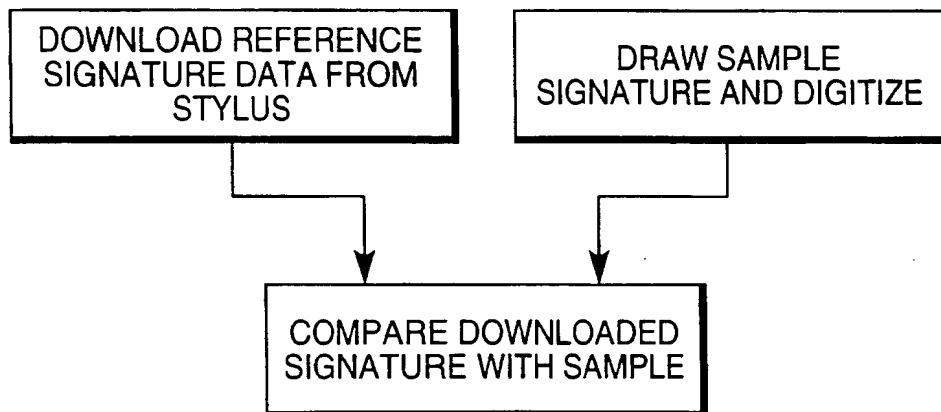 DOWNLOAD REFERENCE
SIGNATURE DATA FROM
STYLUS
DRAW SAMPLE
SIGNATURE AND DIGITIZE
COMPARE DOWNLOADED
SIGNATURE WITH SAMPLE